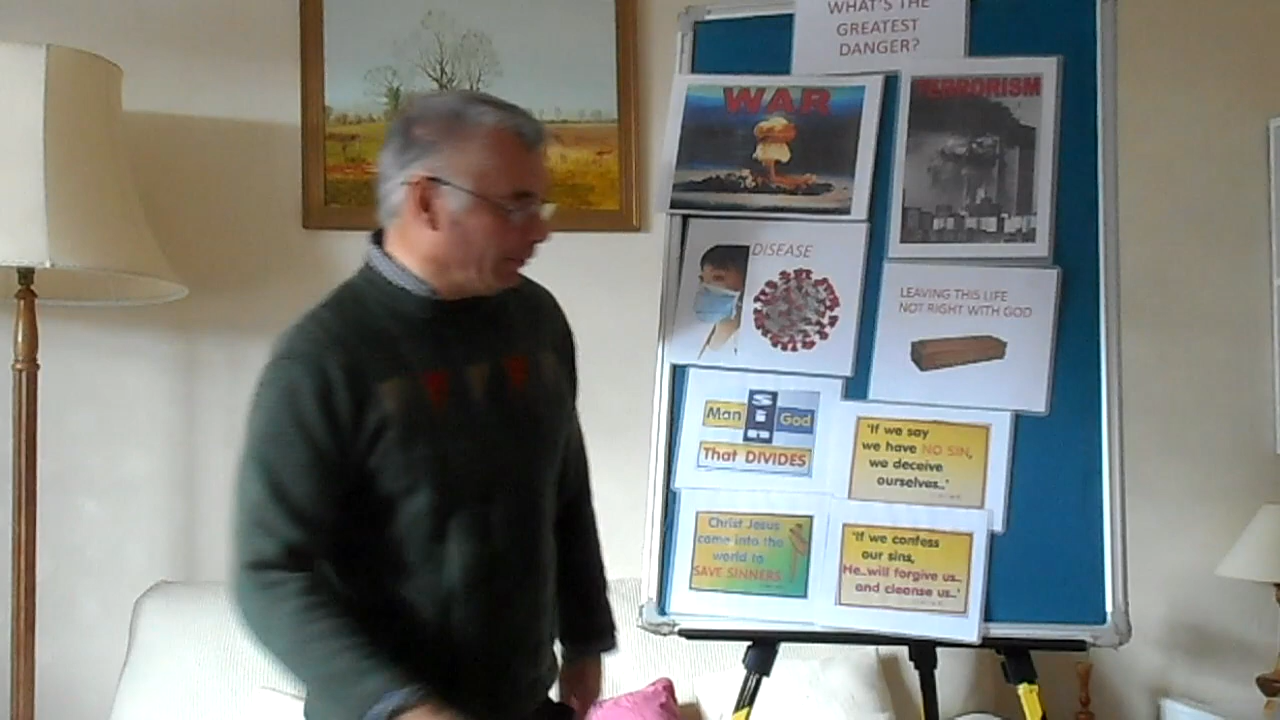 WHAT'S THE
GREATEST
DANGER?
WAR
TERRORISM
DISEASE
LEAVING THIS LIFE
NOT RIGHT WITH GOD
Man Sin God
That DIVIDES
'If we say
we have NO SIN,
we deceive
ourselves..'
Christ Jesus
came into the
world to
SAVE SINNERS
'If we confess
our sins,
He..will forgive us..
and cleanse us..'